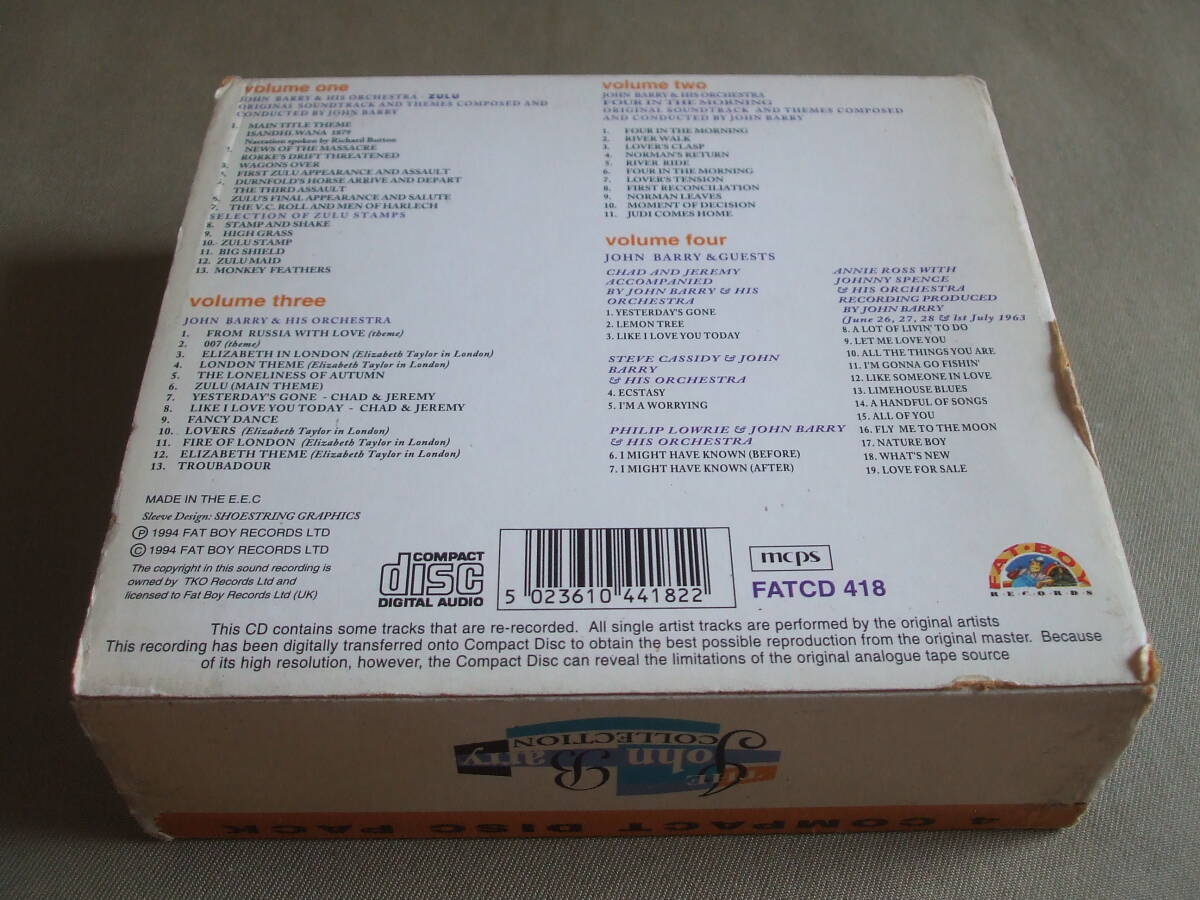 volume one
JOHN BARRY & HIS ORCHESTRA - ZULU
ORIGINAL SOUNDTRACK AND THEMES COMPOSED AND
CONDUCTED BY JOHN BARRY
1. MAIN TITLE THEME
ISANDHLWANA 1879
Narration spoken by Richard Burton
NEWS OF THE MASSACRE
RORKE'S DRIFT THREATENED
3. WAGONS OVER
FIRST ZULU APPEARANCE AND ASSAULT
DURNFOLD'S HORSE ARRIVE AND DEPART
THE THIRD ASSAULT
6. ZULU'S FINAL APPEARANCE AND SALUTE
7. THE V.C. ROLL AND MEN OF HARLECH
SELECTION OF ZULU STAMPS
8. STAMP AND SHAKE
9. HIGH GRASS
10. ZULU STAMP
11. BIG SHIELD
12. ZULU MAID
13. MONKEY FEATHERS
volume two
JOHN BARRY & HIS ORCHESTRA
FOUR IN THE MORNING
ORIGINAL SOUNDTRACK AND THEMES COMPOSED
AND CONDUCTED BY JOHN BARRY
1. FOUR IN THE MORNING
2. RIVER WALK
3. LOVER'S CLASP
4. NORMAN'S RETURN
5. RIVER RIDE
6. FOUR IN THE MORNING
7. LOVER'S TENSION
8. FIRST RECONCILIATION
9. NORMAN LEAVES
10. MOMENT OF DECISION
11. JUDI COMES HOME
volume three
JOHN BARRY & HIS ORCHESTRA
1. FROM RUSSIA WITH LOVE (theme)
2. 007 (theme)
3. ELIZABETH IN LONDON (Elizabeth Taylor in London)
4. LONDON THEME (Elizabeth Taylor in London)
5. THE LONELINESS OF AUTUMN
6. ZULU (MAIN THEME)
7. YESTERDAY'S GONE - CHAD & JEREMY
8. LIKE I LOVE YOU TODAY - CHAD & JEREMY
9. FANCY DANCE
10. LOVERS (Elizabeth Taylor in London)
11. FIRE OF LONDON (Elizabeth Taylor in London)
12. ELIZABETH THEME (Elizabeth Taylor in London)
13. TROUBADOUR
volume four
JOHN BARRY & GUESTS
CHAD AND JEREMY
ACCOMPANIED
BY JOHN BARRY & HIS
ORCHESTRA
1. YESTERDAY'S GONE
2. LEMON TREE
3. LIKE I LOVE YOU TODAY
STEVE CASSIDY & JOHN
BARRY
& HIS ORCHESTRA
4. ECSTASY
5. I'M A WORRYING
PHILIP LOWRIE & JOHN BARRY
& HIS ORCHESTRA
6. I MIGHT HAVE KNOWN (BEFORE)
7. I MIGHT HAVE KNOWN (AFTER)
ANNIE ROSS WITH
JOHNNY SPENCE
& HIS ORCHESTRA
RECORDING PRODUCED
BY JOHN BARRY
(June 26, 27, 28 & 1st July 1963
8. A LOT OF LIVIN' TO DO
9. LET ME LOVE YOU
10. ALL THE THINGS YOU ARE
11. I'M GONNA GO FISHIN'
12. LIKE SOMEONE IN LOVE
13. LIMEHOUSE BLUES
14. A HANDFUL OF SONGS
15. ALL OF YOU
16. FLY ME TO THE MOON
17. NATURE BOY
18. WHAT'S NEW
19. LOVE FOR SALE
MADE IN THE E.E.C
Sleeve Design: SHOESTRING GRAPHICS
℗ 1994 FAT BOY RECORDS LTD
© 1994 FAT BOY RECORDS LTD
The copyright in this sound recording is
owned by TKO Records Ltd and
licensed to Fat Boy Records Ltd (UK)
COMPACT
disc
DIGITAL AUDIO
5 023610 441822
mcps
FATCD 418
FAT·BOY
RECORDS
This CD contains some tracks that are re-recorded. All single artist tracks are performed by the original artists
This recording has been digitally transferred onto Compact Disc to obtain the best possible reproduction from the original master. Because
of its high resolution, however, the Compact Disc can reveal the limitations of the original analogue tape source
THE
John Barry
COLLECTION
4 COMPACT DISC PACK